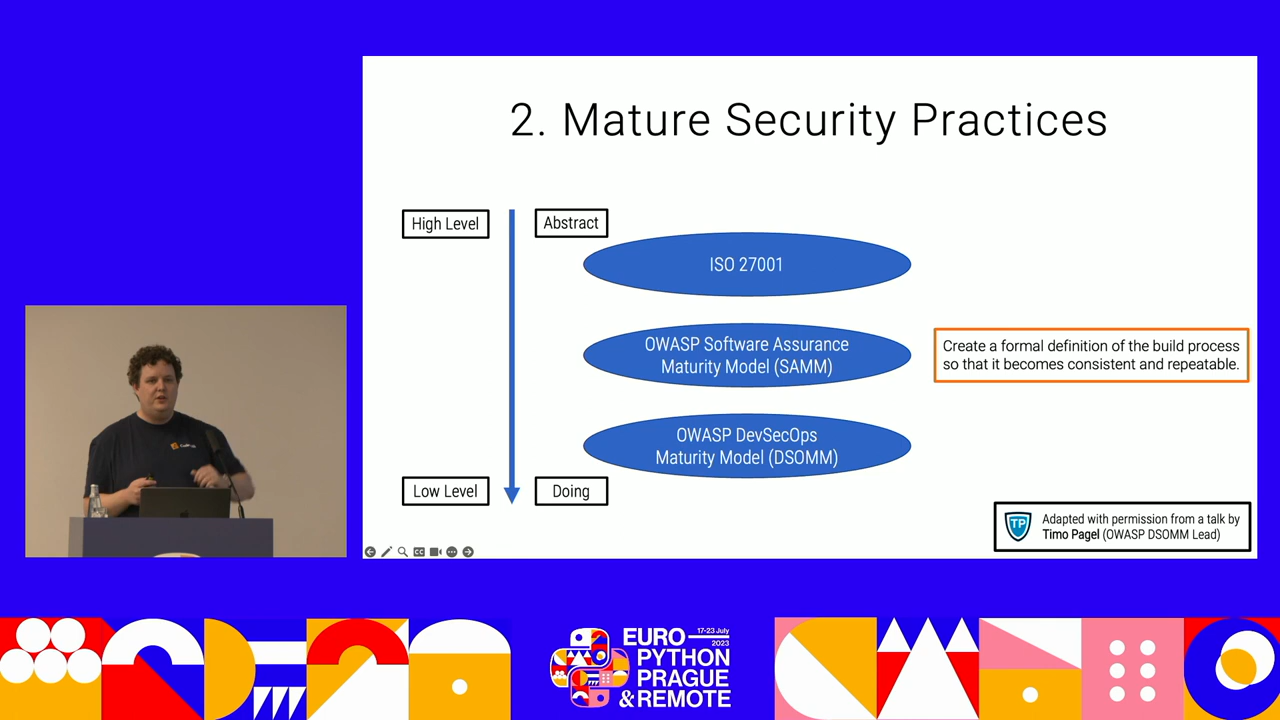 2. Mature Security Practices
High Level
Abstract
ISO 27001
OWASP Software Assurance
Maturity Model (SAMM)
Create a formal definition of the build process
so that it becomes consistent and repeatable.
OWASP DevSecOps
Maturity Model (DSOMM)
Low Level
Doing
TP
Adapted with permission from a talk by
Timo Pagel (OWASP DSOMM Lead)
CC
17-23 July
2023
EURO
PYTHON
PRAGUE
& REMOTE